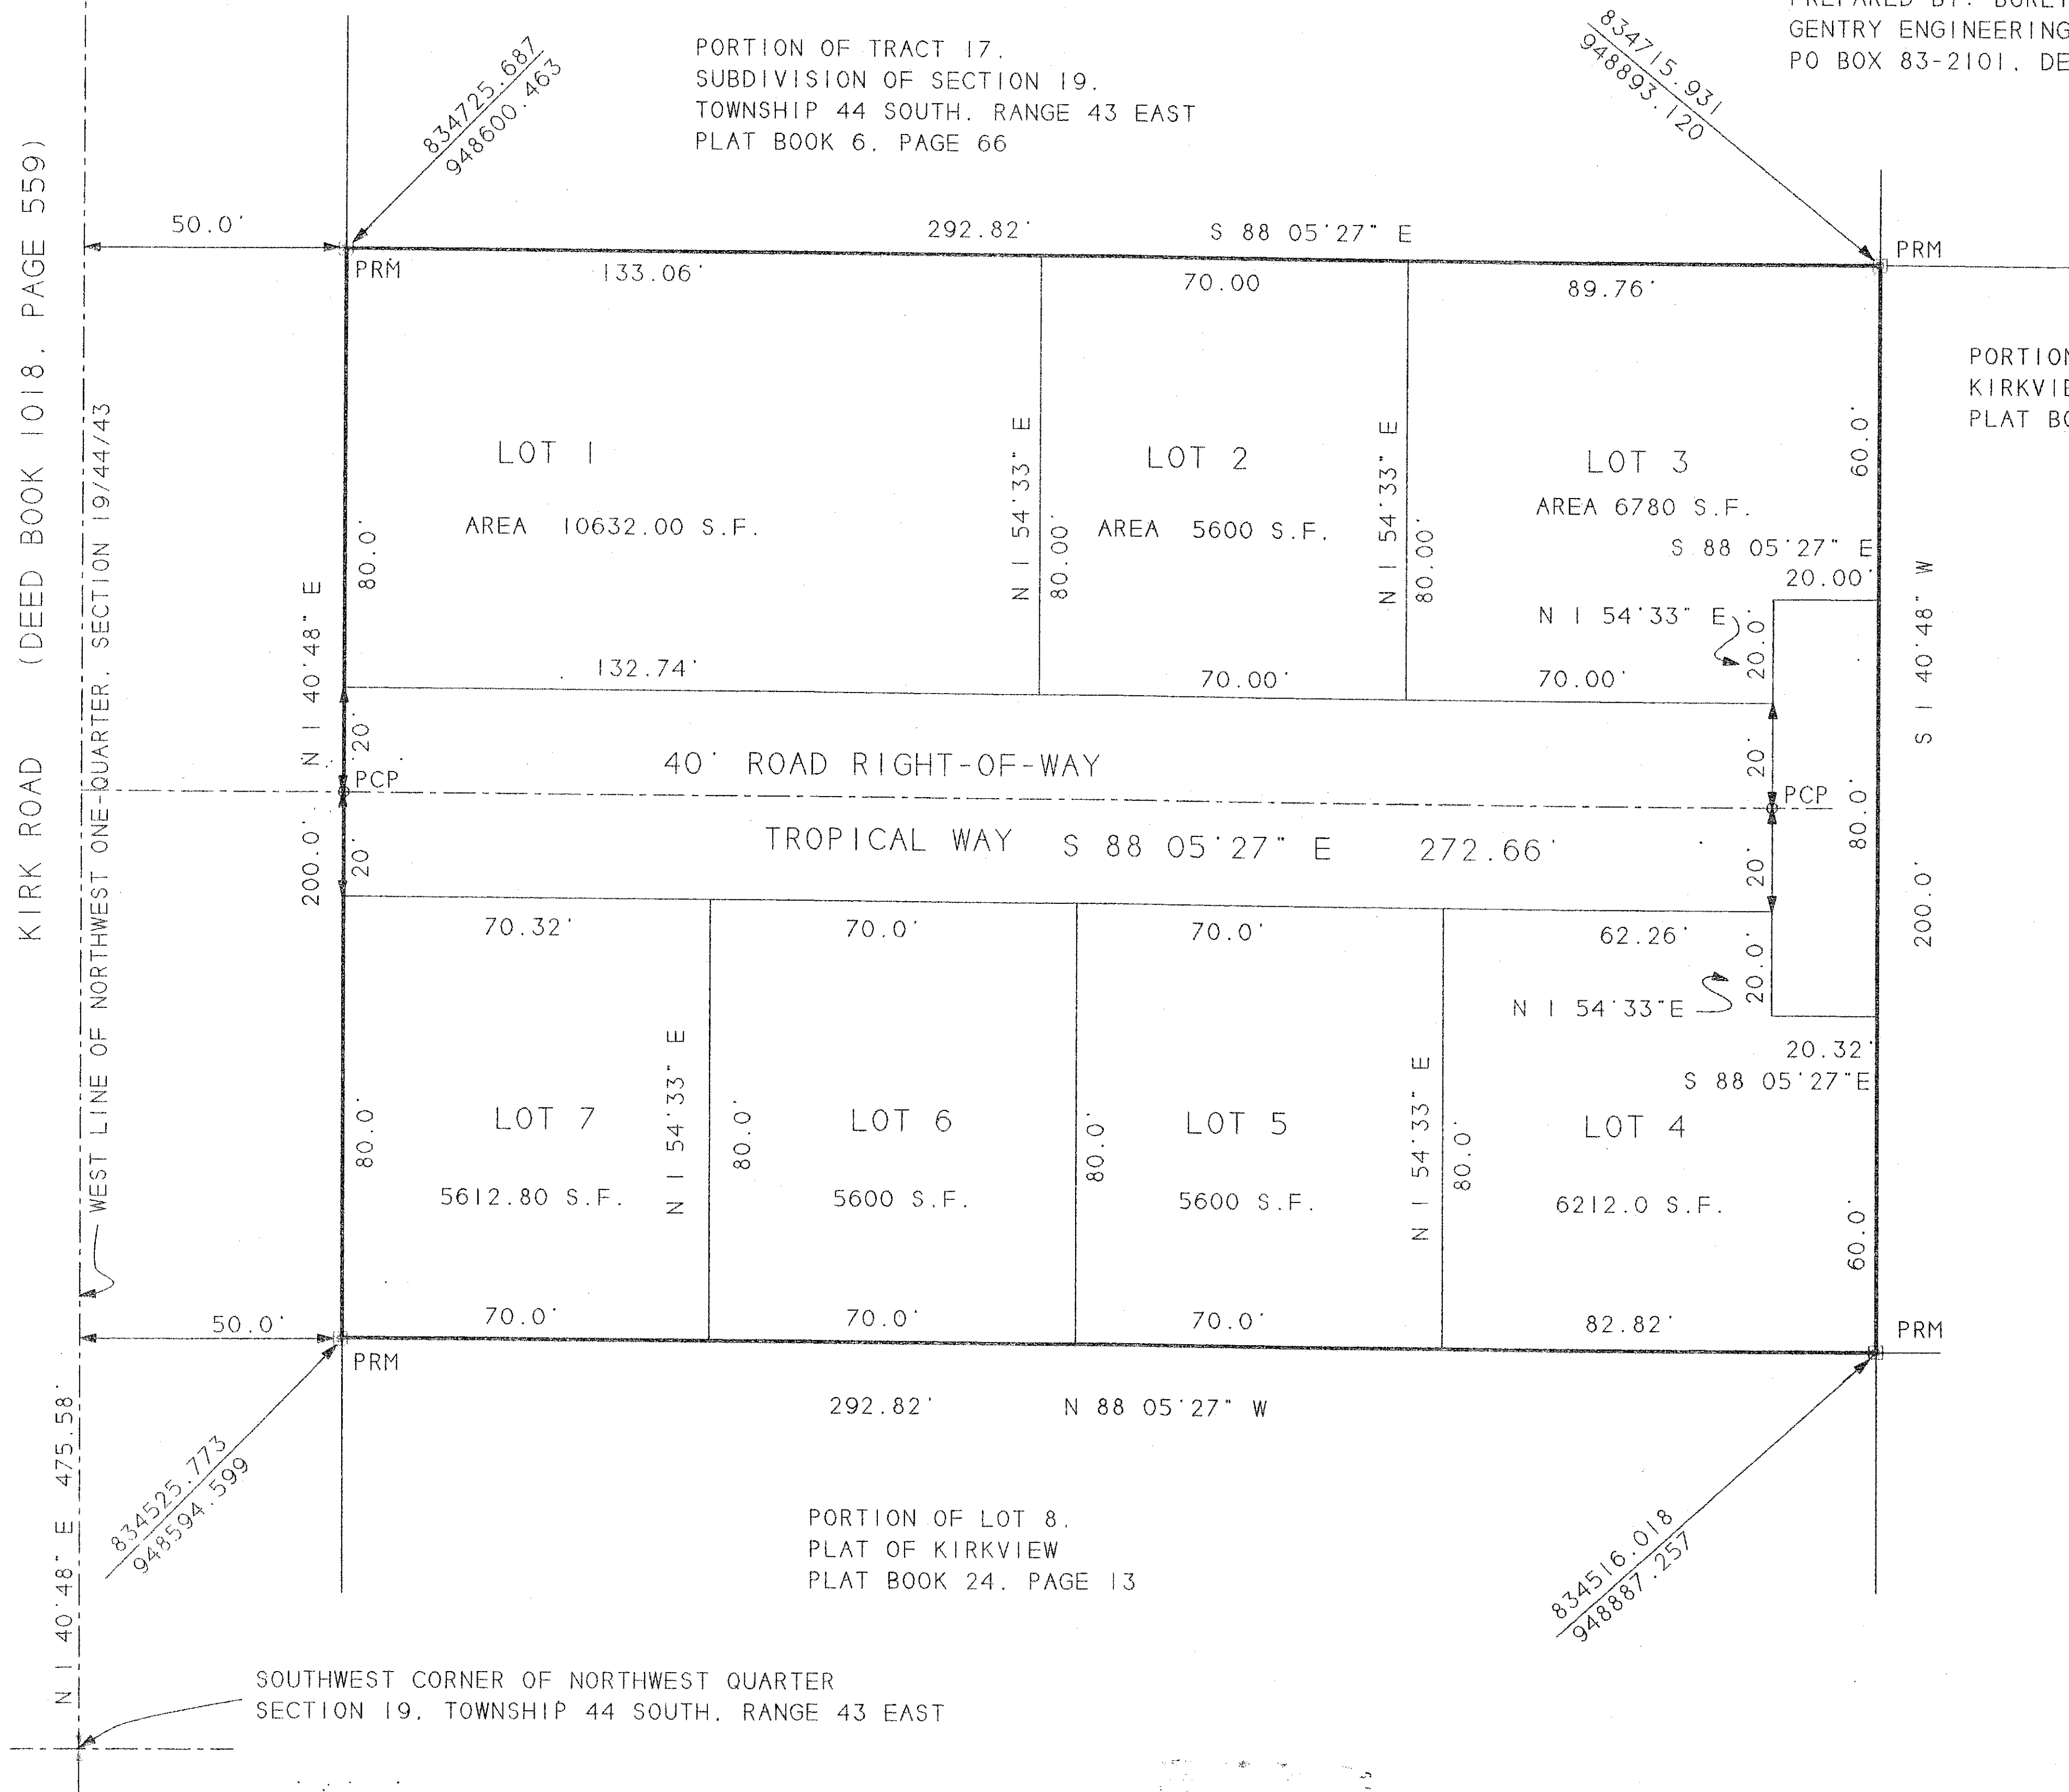 PREPARED BY:
GENTRY ENGINEERING
PO BOX 83-2101. DE
PORTION OF TRACT 17.
SUBDIVISION OF SECTION 19.
TOWNSHIP 44 SOUTH. RANGE 43 EAST
PLAT BOOK 6. PAGE 66
834725.687
948600.463
834715.931
948893.120
KIRK ROAD (DEED BOOK 1018. PAGE 559)
WEST LINE OF NORTHWEST ONE-QUARTER. SECTION 19/44/43
50.0'
292.82' S 88 05'27" E
PRM
PRM
133.06'
70.00
89.76'
PORTION
KIRKVIE
PLAT BO
LOT 1
AREA 10632.00 S.F.
80.0'
N 1 54'33" E
80.00'
LOT 2
AREA 5600 S.F.
N 1 54'33" E
80.00'
LOT 3
AREA 6780 S.F.
60.0'
S 88 05'27" E
20.00'
N 1 54'33" E
20.0'
132.74'
70.00'
70.00'
N 1 40'48" E
200.0'
S 1 40'48" W
200.0'
20'
PCP
20'
40' ROAD RIGHT-OF-WAY
TROPICAL WAY S 88 05'27" E 272.66'
20'
PCP
20'
80.0'
70.32'
70.0'
70.0'
62.26'
20.0'
N 1 54'33"E
20.32'
S 88 05'27"E
80.0'
LOT 7
5612.80 S.F.
N 1 54'33" E
80.0'
LOT 6
5600 S.F.
80.0'
LOT 5
5600 S.F.
N 1 54'33" E
80.0'
LOT 4
6212.0 S.F.
60.0'
50.0'
70.0'
70.0'
70.0'
82.82'
PRM
PRM
292.82' N 88 05'27" W
834525.773
948594.599
834516.018
948887.257
N 1 40'48" E 475.58'
PORTION OF LOT 8.
PLAT OF KIRKVIEW
PLAT BOOK 24. PAGE 13
SOUTHWEST CORNER OF NORTHWEST QUARTER
SECTION 19. TOWNSHIP 44 SOUTH. RANGE 43 EAST